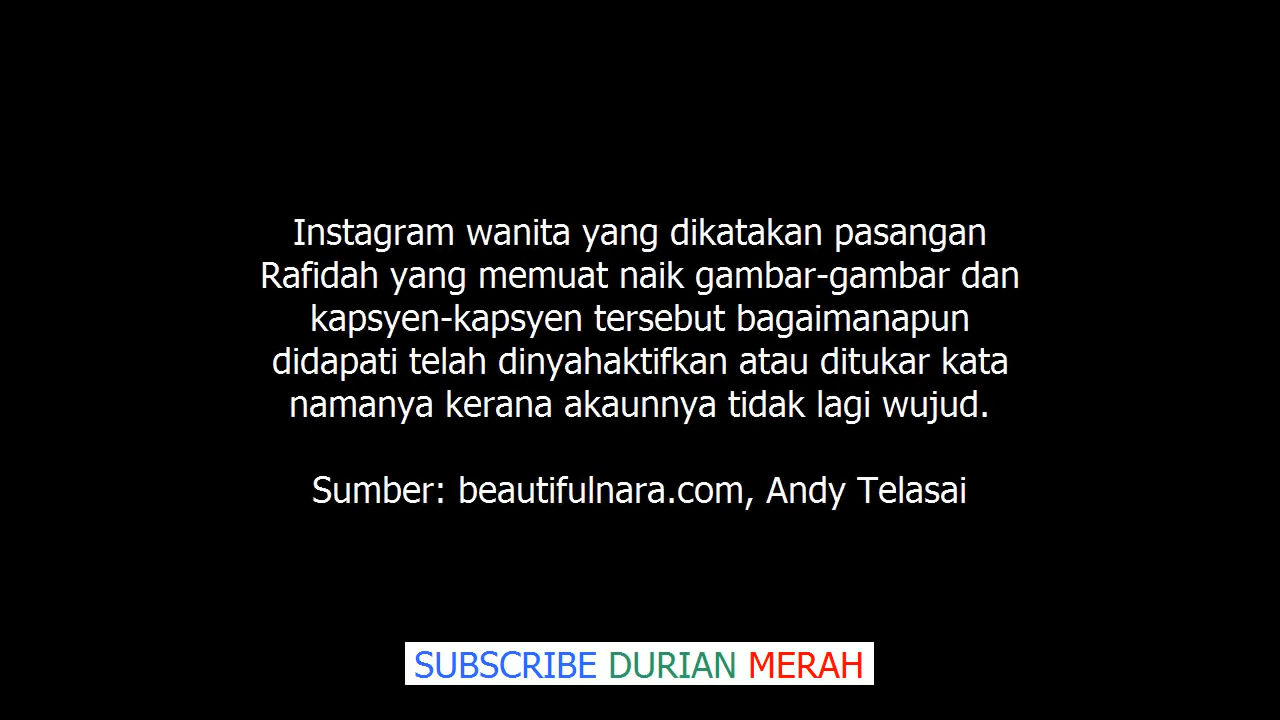 Instagram wanita yang dikatakan pasangan
Rafidah yang memuat naik gambar-gambar dan
kapsyen-kapsyen tersebut bagaimanapun
didapati telah dinyahaktifkan atau ditukar kata
namanya kerana akaunnya tidak lagi wujud.
Sumber: beautifulnara.com, Andy Telasai
SUBSCRIBE DURIAN MERAH